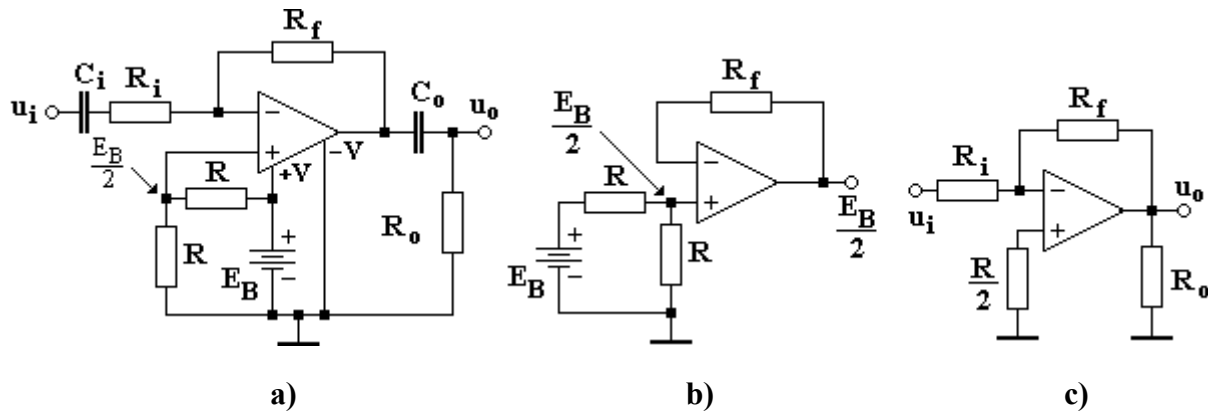 R_f
C_i
R_i
u_i
−
+
C_o
u_o
+V
−V
E_B/2
R
R
+
−
E_B
R_o
a)
R_f
E_B/2
R
−
+
+
−
E_B
R
E_B/2
b)
R_f
R_i
u_i
−
+
u_o
R/2
R_o
c)